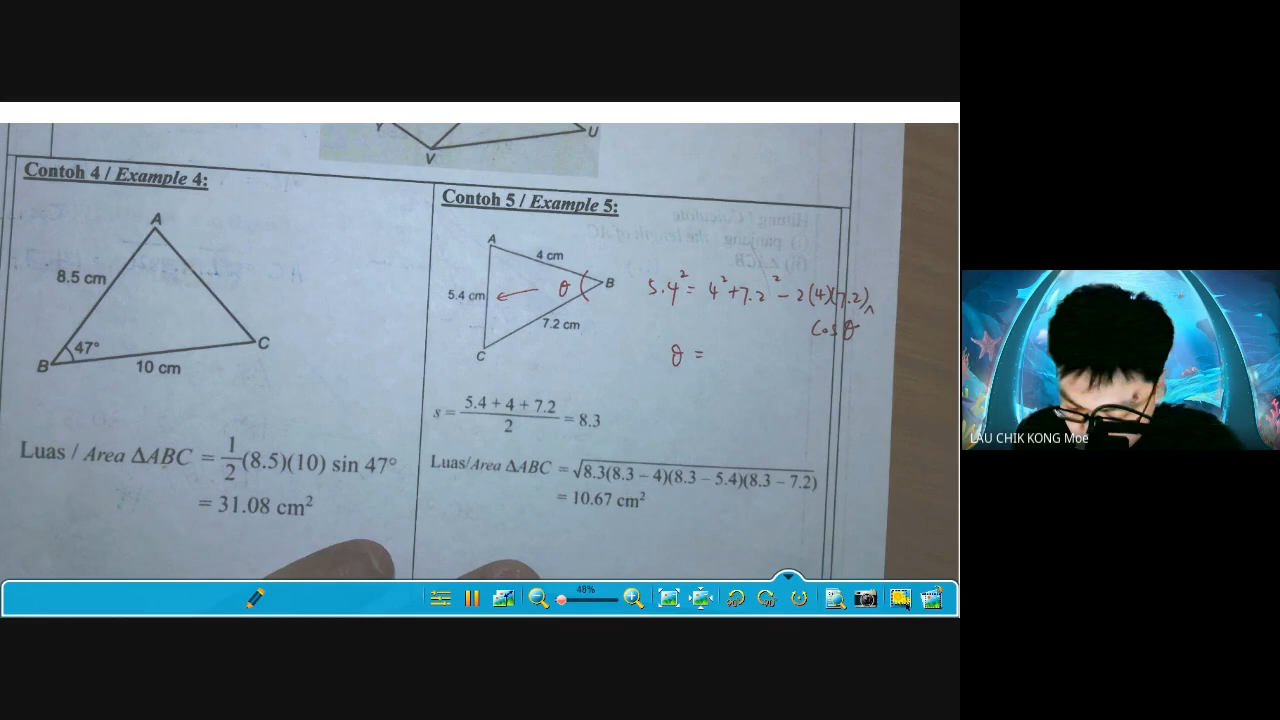 V
U
V
Contoh 4 / Example 4:
A
8.5 cm
47°
B
10 cm
C
Luas / Area ΔABC = 1/2 (8.5)(10) sin 47°
= 31.08 cm²
Contoh 5 / Example 5:
A
4 cm
B
5.4 cm
θ
7.2 cm
C
5.4² = 4² + 7.2² - 2(4)(7.2)
cos θ
θ =
s = (5.4 + 4 + 7.2)/2 = 8.3
Luas/Area ΔABC = √8.3(8.3 − 4)(8.3 − 5.4)(8.3 − 7.2)
= 10.67 cm²
48%
90°
90°
LAU CHIK KONG Moe